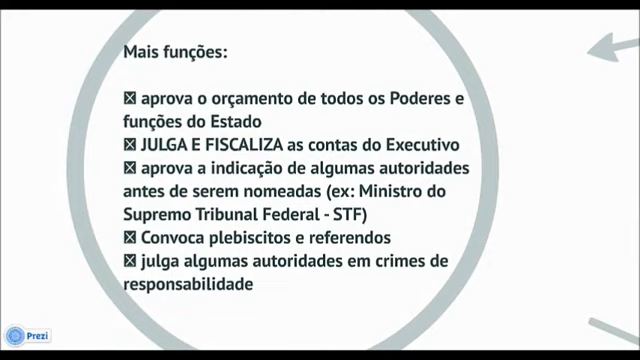 Mais funções:
☒ aprova o orçamento de todos os Poderes e
funções do Estado
☒ JULGA E FISCALIZA as contas do Executivo
☒ aprova a indicação de algumas autoridades
antes de serem nomeadas (ex: Ministro do
Supremo Tribunal Federal - STF)
☒ Convoca plebiscitos e referendos
☒ julga algumas autoridades em crimes de
responsabilidade
Prezi